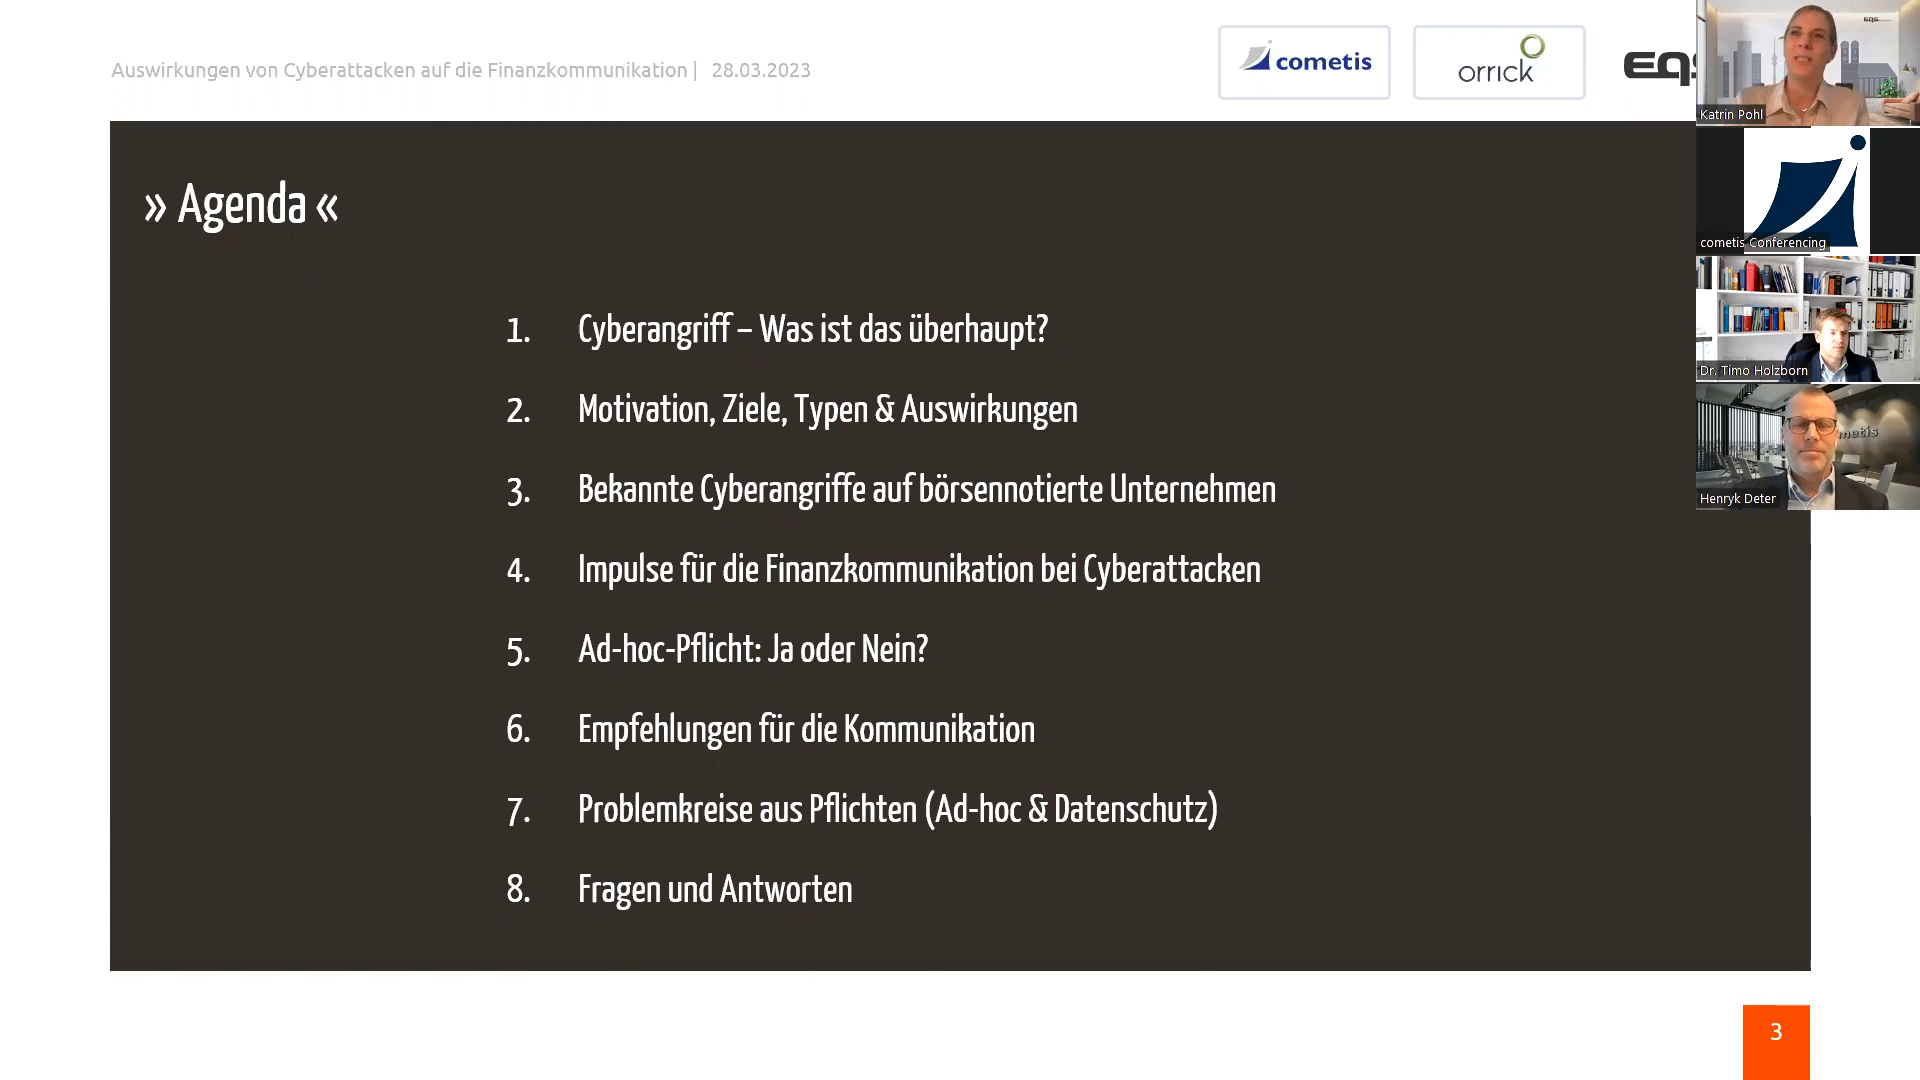 Auswirkungen von Cyberattacken auf die Finanzkommunikation | 28.03.2023
cometis
orrick
EQS
Katrin Pohl
cometis Conferencing
Dr. Timo Holzborn
metis
Henryk Deter
» Agenda «
1. Cyberangriff – Was ist das überhaupt?
2. Motivation, Ziele, Typen & Auswirkungen
3. Bekannte Cyberangriffe auf börsennotierte Unternehmen
4. Impulse für die Finanzkommunikation bei Cyberattacken
5. Ad-hoc-Pflicht: Ja oder Nein?
6. Empfehlungen für die Kommunikation
7. Problemkreise aus Pflichten (Ad-hoc & Datenschutz)
8. Fragen und Antworten
3